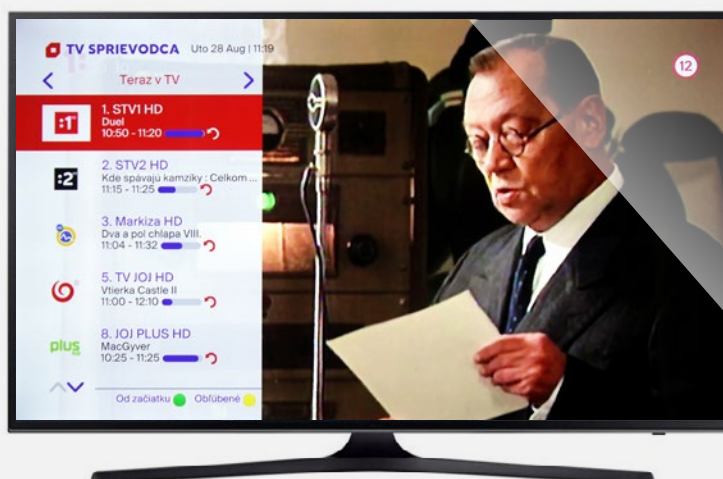 TV SPRIEVODCA Uto 28 Aug | 11:19
Teraz v TV
:1 1. STV1 HD
Duel
10:50 - 11:20
:2 2. STV2 HD
Kde spávajú kamziky : Celkom ...
11:15 - 11:25
3. Markiza HD
Dva a pol chlapa VIII.
11:04 - 11:32
5. TV JOJ HD
Vtierka Castle II
11:00 - 12:10
plus 8. JOJ PLUS HD
MacGyver
10:25 - 11:25
Od začiatku Obľúbené
12